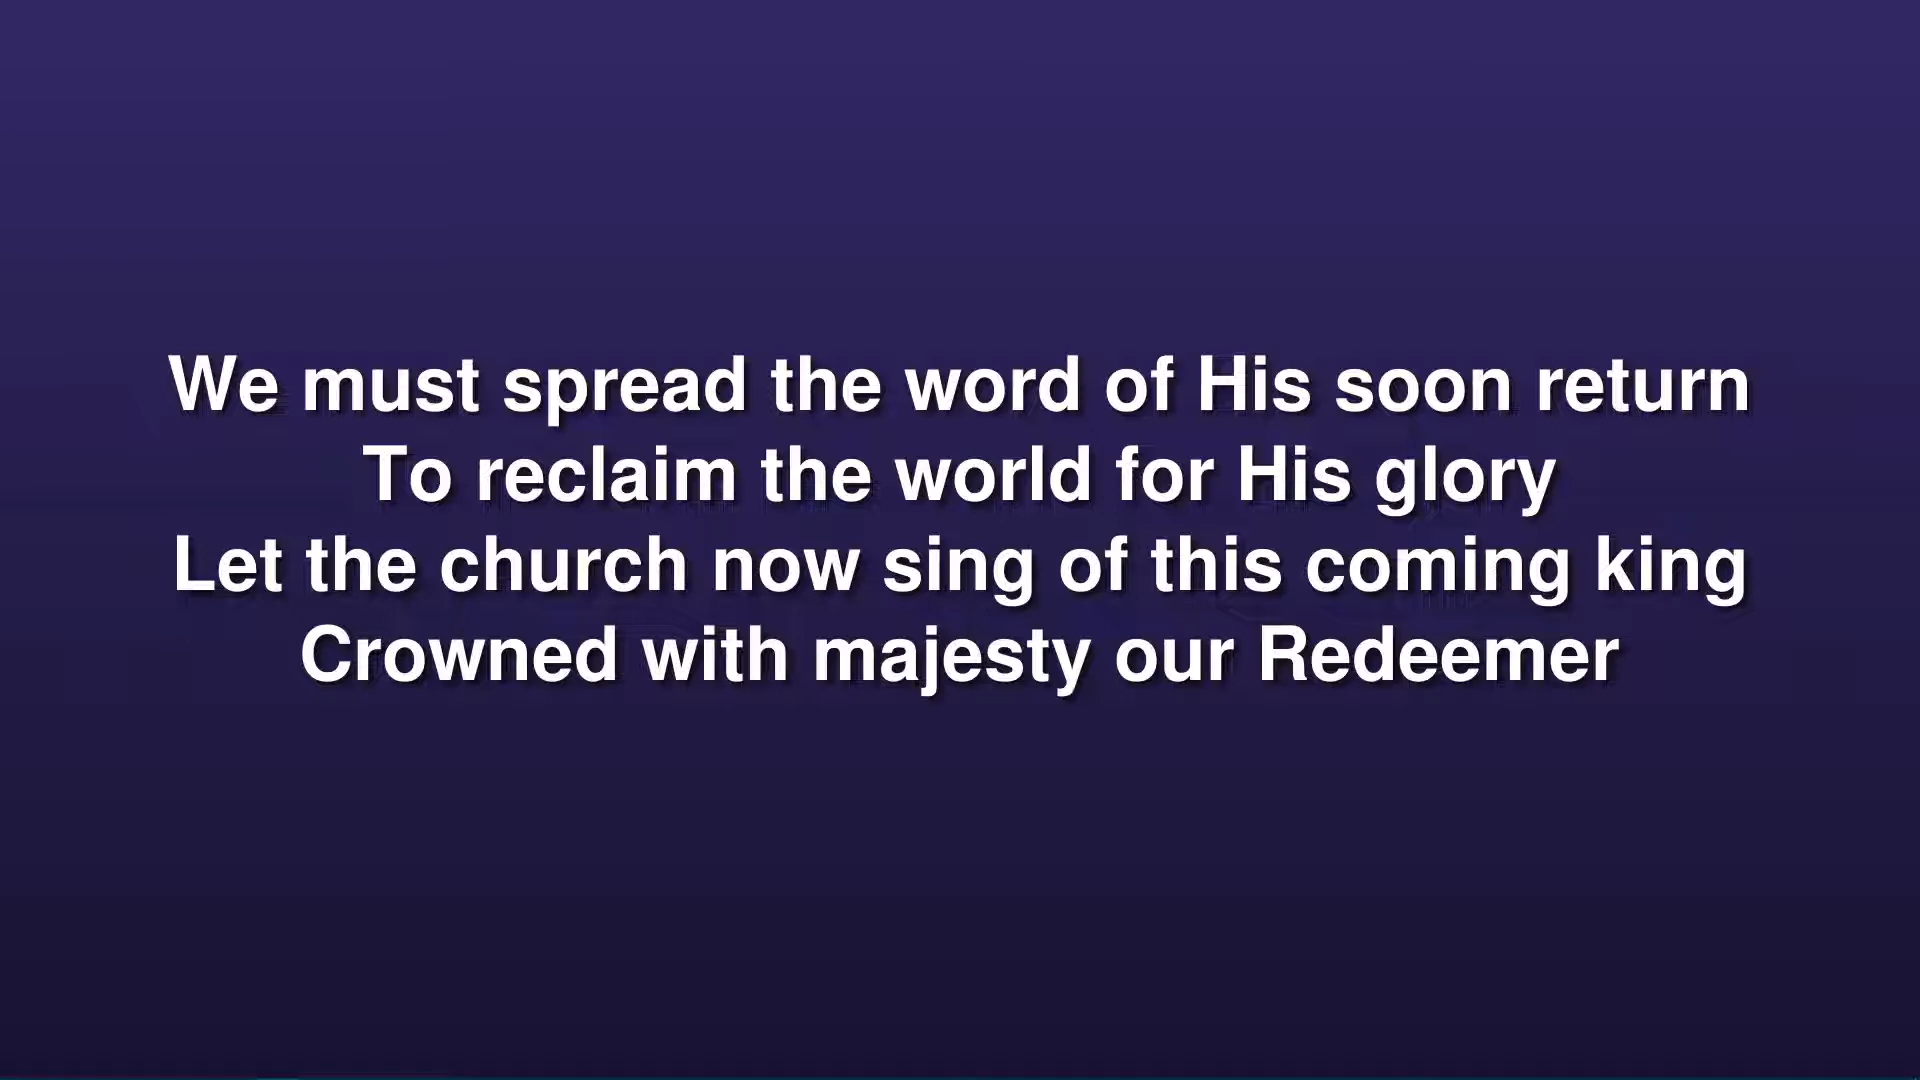 We must spread the word of His soon return
To reclaim the world for His glory
Let the church now sing of this coming king
Crowned with majesty our Redeemer